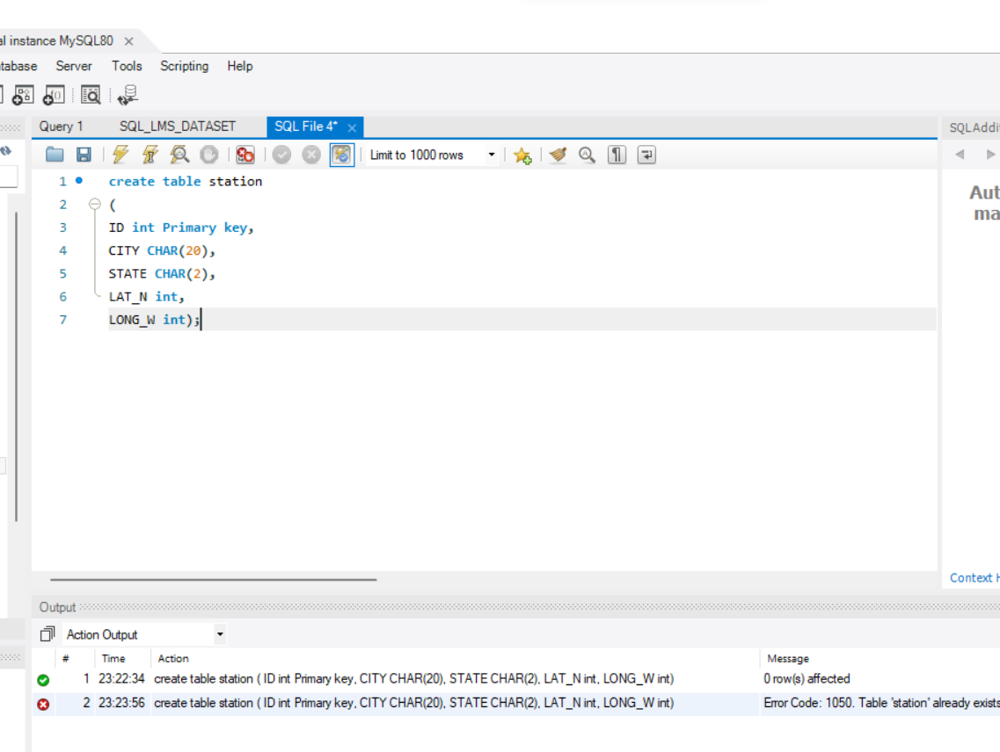 al instance MySQL80
tabase Server Tools Scripting Help
Query 1 SQL_LMS_DATASET SQL File 4*
SQLAddi
Limit to 1000 rows
1 create table station
2 (
3 ID int Primary key,
4 CITY CHAR(20),
5 STATE CHAR(2),
6 LAT_N int,
7 LONG_W int);
Aut
ma
Context H
Output
Action Output
# Time Action Message
1 23:22:34 create table station ( ID int Primary key, CITY CHAR(20), STATE CHAR(2), LAT_N int, LONG_W int) 0 row(s) affected
2 23:23:56 create table station ( ID int Primary key, CITY CHAR(20), STATE CHAR(2), LAT_N int, LONG_W int) Error Code: 1050. Table 'station' already exists